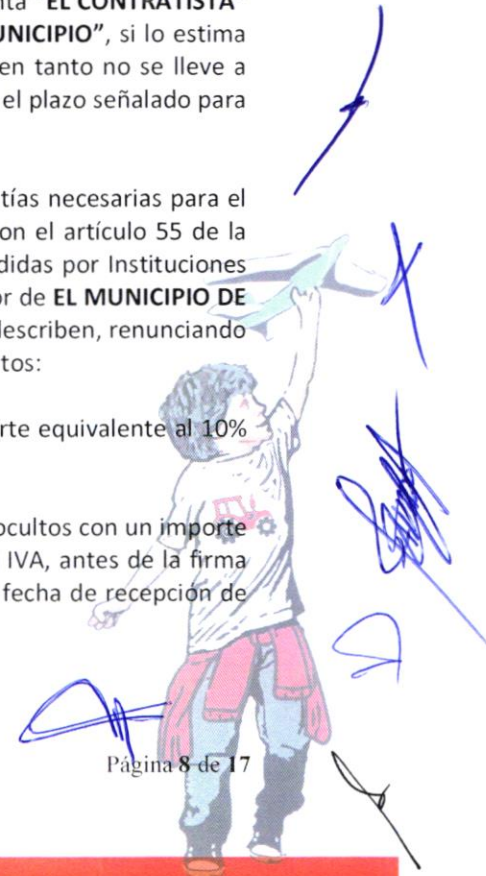 nta "EL CONTRATISTA"
UNICIPIO", si lo estima
en tanto no se lleve a
el plazo señalado para
tías necesarias para el
on el artículo 55 de la
didas por Instituciones
or de EL MUNICIPIO DE
describen, renunciando
tos:
rte equivalente al 10%
ocultos con un importe
IVA, antes de la firma
fecha de recepción de
Página 8 de 17